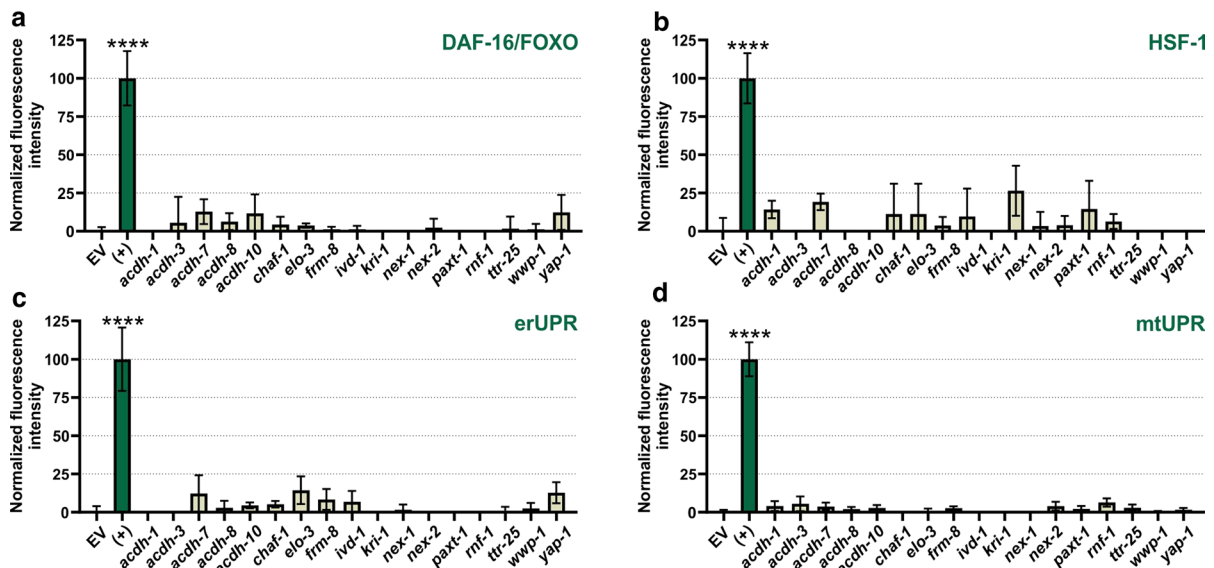 a
DAF-16/FOXO
Normalized fluorescence
intensity
125
100
75
50
25
0
****
EV
(+)
acdh-1
acdh-3
acdh-7
acdh-8
acdh-10
chaf-1
elo-3
frm-8
ivd-1
kri-1
nex-1
nex-2
paxt-1
rnf-1
ttr-25
wwp-1
yap-1
b
HSF-1
Normalized fluorescence
intensity
125
100
75
50
25
0
****
EV
(+)
acdh-1
acdh-3
acdh-7
acdh-8
acdh-10
chaf-1
elo-3
frm-8
ivd-1
kri-1
nex-1
nex-2
paxt-1
rnf-1
ttr-25
wwp-1
yap-1
c
erUPR
Normalized fluorescence
intensity
125
100
75
50
25
0
****
EV
(+)
acdh-1
acdh-3
acdh-7
acdh-8
acdh-10
chaf-1
elo-3
frm-8
ivd-1
kri-1
nex-1
nex-2
paxt-1
rnf-1
ttr-25
wwp-1
yap-1
d
mtUPR
Normalized fluorescence
intensity
125
100
75
50
25
0
****
EV
(+)
acdh-1
acdh-3
acdh-7
acdh-8
acdh-10
chaf-1
elo-3
frm-8
ivd-1
kri-1
nex-1
nex-2
paxt-1
rnf-1
ttr-25
wwp-1
yap-1